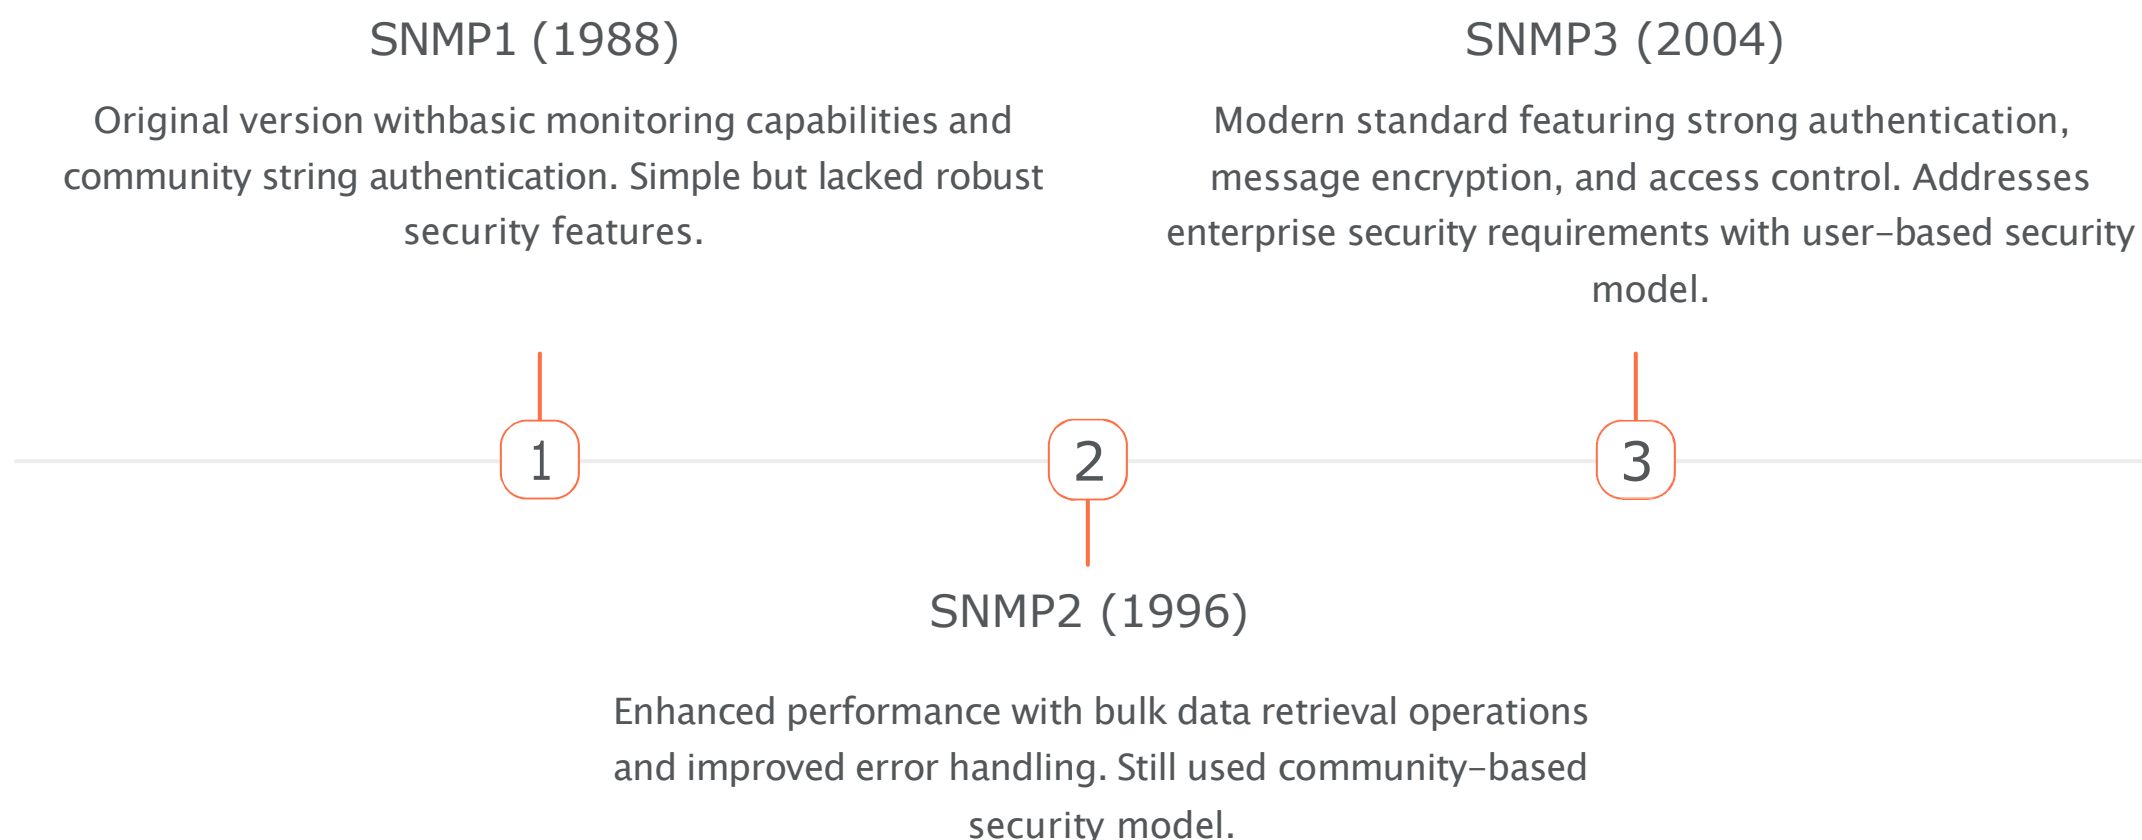 SNMP1 (1988)
Original version withbasic monitoring capabilities and
community string authentication. Simple but lacked robust
security features.
SNMP3 (2004)
Modern standard featuring strong authentication,
message encryption, and access control. Addresses
enterprise security requirements with user-based security
model.
1
2
3
SNMP2 (1996)
Enhanced performance with bulk data retrieval operations
and improved error handling. Still used community-based
security model.